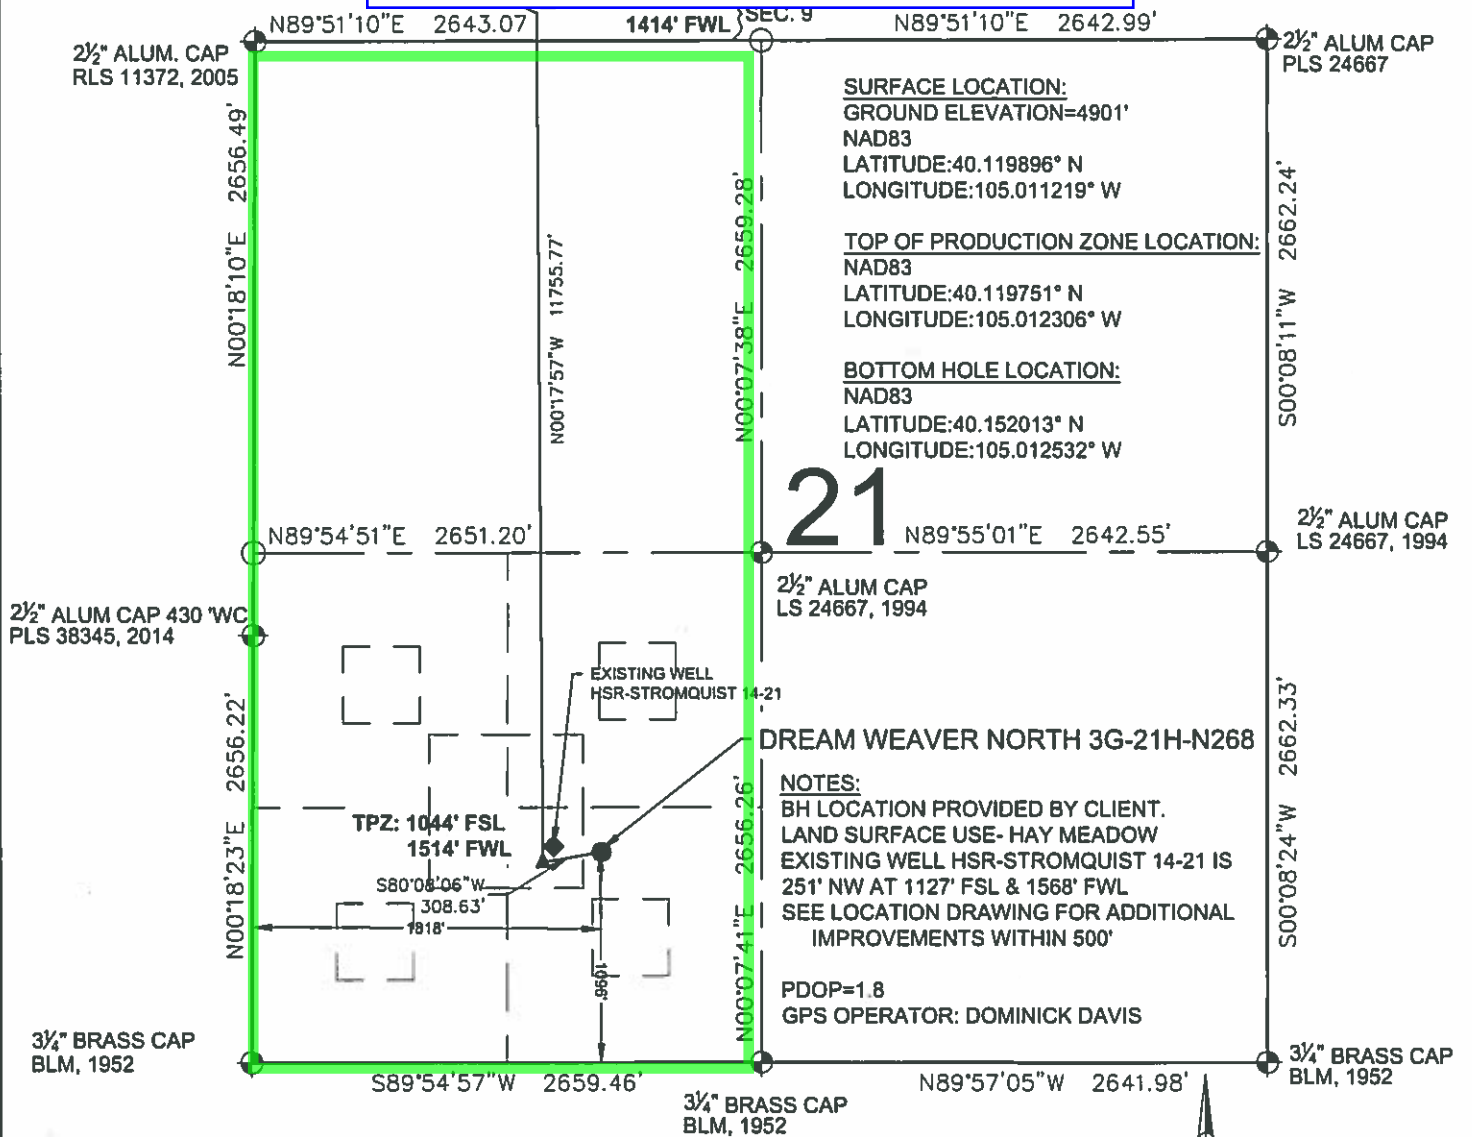 N89°51'10"E 2643.07
1414' FWL
SEC. 9
N89°51'10"E 2642.99'
2½" ALUM. CAP
RLS 11372, 2005
2½" ALUM CAP
PLS 24667
N00°18'10"E 2656.49'
N00°17'57"W 11755.77'
N00°07'38"E 2659.28'
S00°08'11"W 2662.24'
SURFACE LOCATION:
GROUND ELEVATION=4901'
NAD83
LATITUDE:40.119896° N
LONGITUDE:105.011219° W
TOP OF PRODUCTION ZONE LOCATION:
NAD83
LATITUDE:40.119751° N
LONGITUDE:105.012306° W
BOTTOM HOLE LOCATION:
NAD83
LATITUDE:40.152013° N
LONGITUDE:105.012532° W
21
N89°54'51"E 2651.20'
N89°55'01"E 2642.55'
2½" ALUM CAP
LS 24667, 1994
2½" ALUM CAP
LS 24667, 1994
2½" ALUM CAP 430 'WC
PLS 38345, 2014
EXISTING WELL
HSR-STROMQUIST 14-21
DREAM WEAVER NORTH 3G-21H-N268
N00°18'23"E 2656.22'
N00°07'41"E 2656.26'
S00°08'24"W 2662.33'
TPZ: 1044' FSL
1514' FWL
S80°08'06"W
308.63'
1818'
1096'
NOTES:
BH LOCATION PROVIDED BY CLIENT.
LAND SURFACE USE- HAY MEADOW
EXISTING WELL HSR-STROMQUIST 14-21 IS
251' NW AT 1127' FSL & 1568' FWL
SEE LOCATION DRAWING FOR ADDITIONAL
IMPROVEMENTS WITHIN 500'
PDOP=1.8
GPS OPERATOR: DOMINICK DAVIS
3¼" BRASS CAP
BLM, 1952
S89°54'57"W 2659.46'
N89°57'05"W 2641.98'
3¼" BRASS CAP
BLM, 1952
3¼" BRASS CAP
BLM, 1952